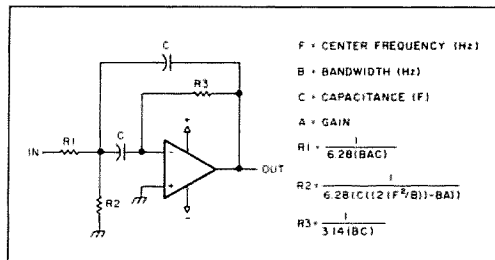 C
R3
C
IN
R1
R2
-
+
+
-
OUT
F = CENTER FREQUENCY (Hz)
B = BANDWIDTH (Hz)
C = CAPACITANCE (F)
A = GAIN
R1 = 1
6.28(BAC)
R2 = 1
6.28(C((2(F²/B))-BA))
R3 = 1
3.14(BC)